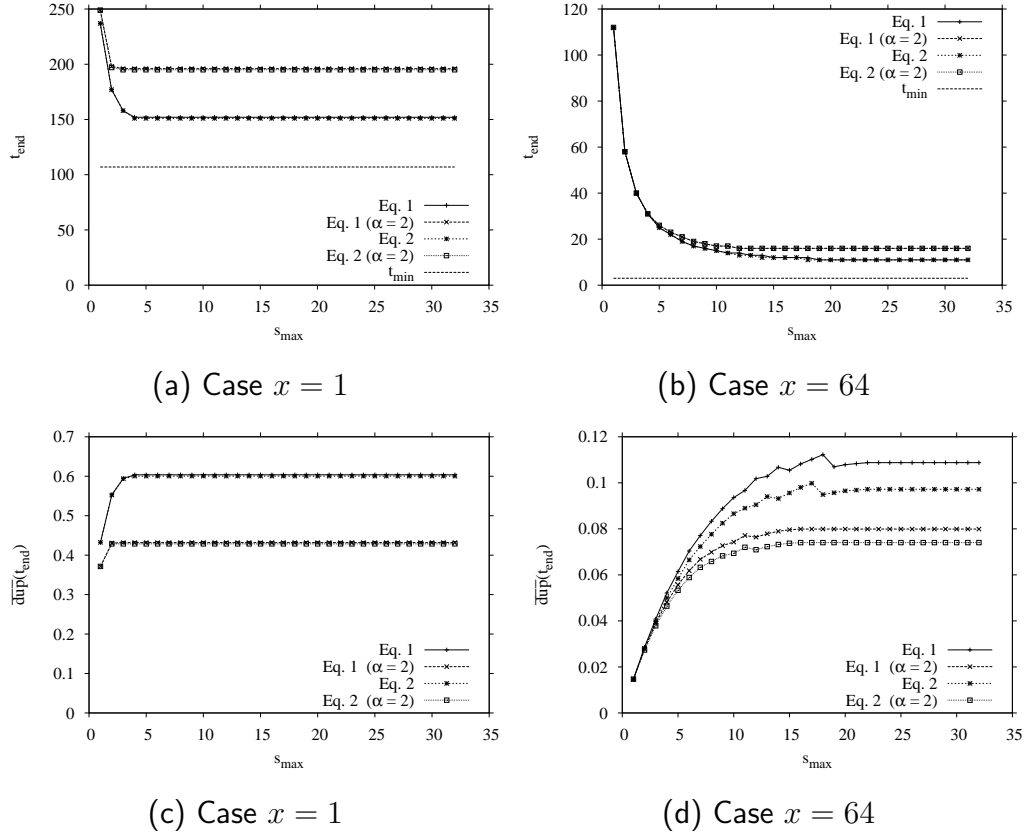 250
200
150
100
50
0
t_end
0 5 10 15 20 25 30 35
s_max
Eq. 1
Eq. 1 (α = 2)
Eq. 2
Eq. 2 (α = 2)
t_min
(a) Case x = 1
120
100
80
60
40
20
0
t_end
0 5 10 15 20 25 30 35
s_max
Eq. 1
Eq. 1 (α = 2)
Eq. 2
Eq. 2 (α = 2)
t_min
(b) Case x = 64
0.7
0.6
0.5
0.4
0.3
0.2
0.1
0
dup(t_end)
0 5 10 15 20 25 30 35
s_max
Eq. 1
Eq. 1 (α = 2)
Eq. 2
Eq. 2 (α = 2)
(c) Case x = 1
0.12
0.1
0.08
0.06
0.04
0.02
0
dup(t_end)
0 5 10 15 20 25 30 35
s_max
Eq. 1
Eq. 1 (α = 2)
Eq. 2
Eq. 2 (α = 2)
(d) Case x = 64